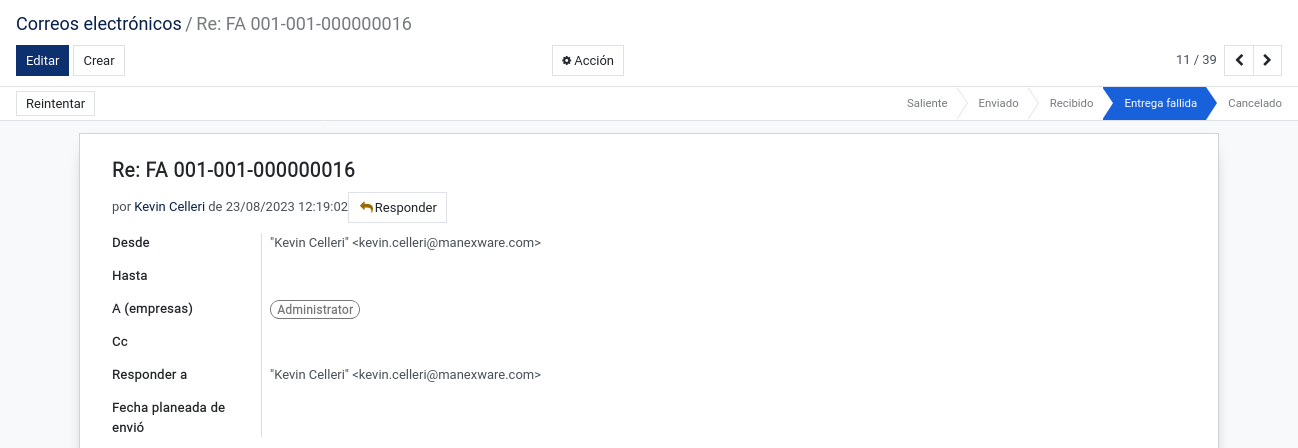 Correos electrónicos / Re: FA 001-001-000000016
Editar Crear Acción 11 / 39
Reintentar Saliente Enviado Recibido Entrega fallida Cancelado
Re: FA 001-001-000000016
por Kevin Celleri de 23/08/2023 12:19:02 Responder
Desde "Kevin Celleri" <kevin.celleri@manexware.com>
Hasta
A (empresas) Administrator
Cc
Responder a "Kevin Celleri" <kevin.celleri@manexware.com>
Fecha planeada de
envió